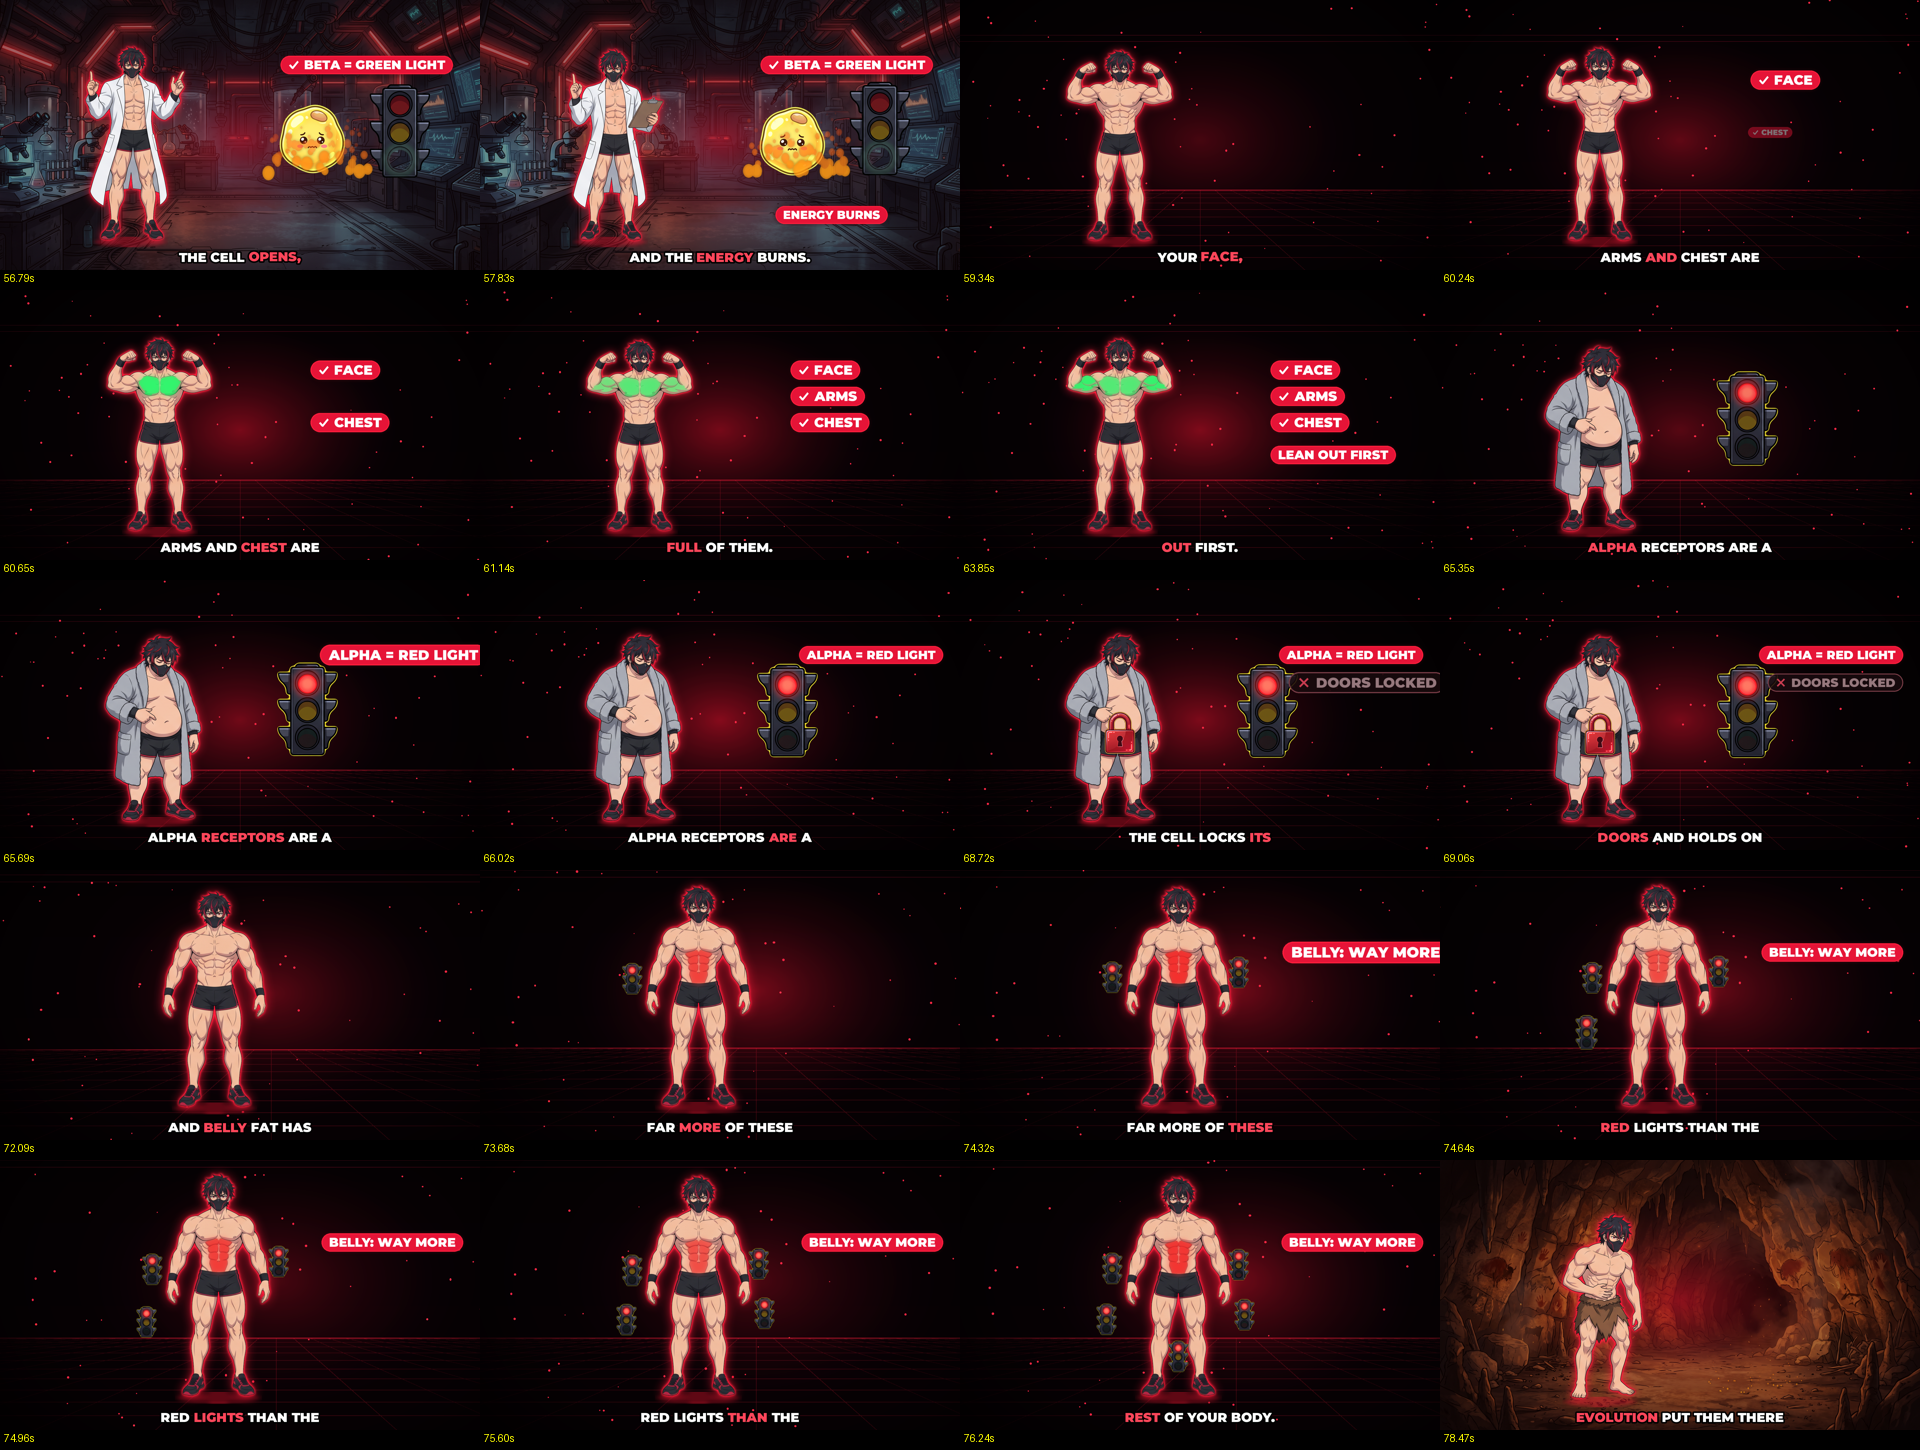 ✓ BETA = GREEN LIGHT
THE CELL OPENS,
56.79s
✓ BETA = GREEN LIGHT
ENERGY BURNS
AND THE ENERGY BURNS.
57.83s
YOUR FACE,
59.34s
✓ FACE
✓ CHEST
ARMS AND CHEST ARE
60.24s
✓ FACE
✓ CHEST
ARMS AND CHEST ARE
60.65s
✓ FACE
✓ ARMS
✓ CHEST
FULL OF THEM.
61.14s
✓ FACE
✓ ARMS
✓ CHEST
LEAN OUT FIRST
OUT FIRST.
63.85s
ALPHA RECEPTORS ARE A
65.35s
ALPHA = RED LIGHT
ALPHA RECEPTORS ARE A
65.69s
ALPHA = RED LIGHT
ALPHA RECEPTORS ARE A
66.02s
ALPHA = RED LIGHT
✕ DOORS LOCKED
THE CELL LOCKS ITS
68.72s
ALPHA = RED LIGHT
✕ DOORS LOCKED
DOORS AND HOLDS ON
69.06s
AND BELLY FAT HAS
72.09s
FAR MORE OF THESE
73.68s
BELLY: WAY MORE
FAR MORE OF THESE
74.32s
BELLY: WAY MORE
RED LIGHTS THAN THE
74.64s
BELLY: WAY MORE
RED LIGHTS THAN THE
74.96s
BELLY: WAY MORE
RED LIGHTS THAN THE
75.60s
BELLY: WAY MORE
REST OF YOUR BODY.
76.24s
EVOLUTION PUT THEM THERE
78.47s